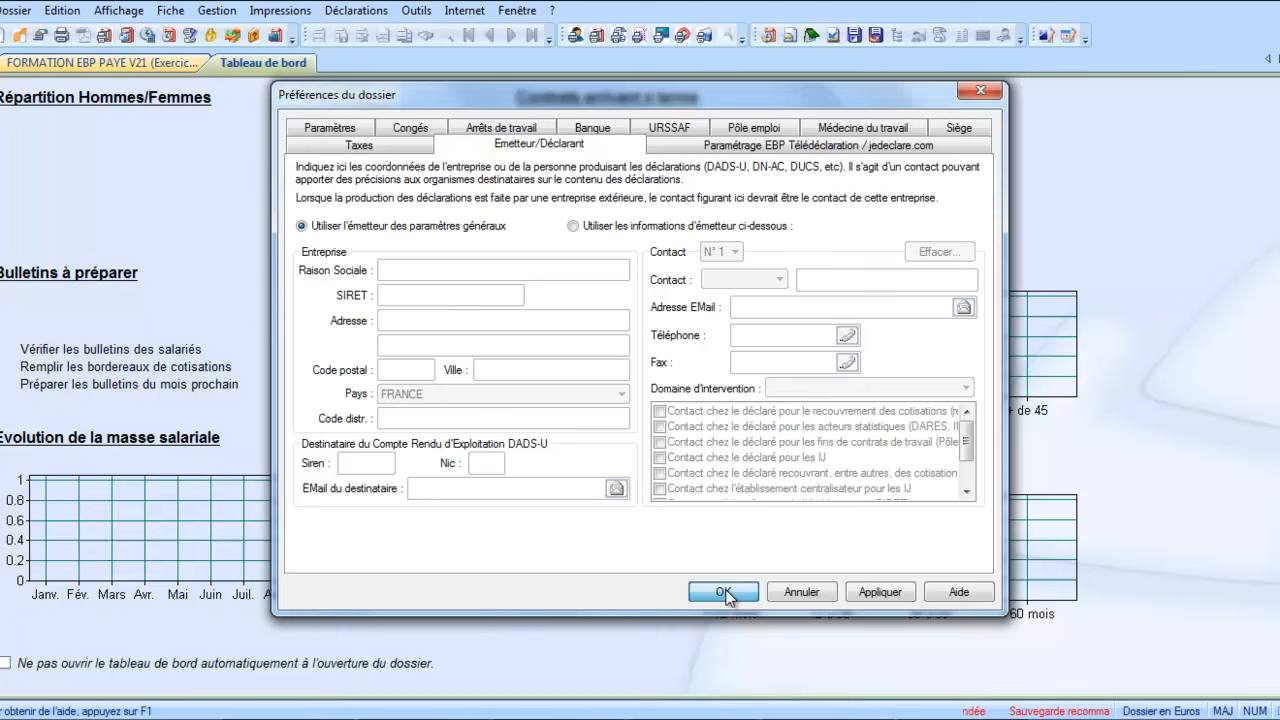 Dossier Edition Affichage Fiche Gestion Impressions Déclarations Outils Internet Fenêtre ?
FORMATION EBP PAYE V21 (Exercic... Tableau de bord
Répartition Hommes/Femmes
Contrats arrivant à terme
Préférences du dossier
Paramètres Congés Arrêts de travail Banque URSSAF Pôle emploi Médecine du travail Siège
Taxes Emetteur/Déclarant Paramétrage EBP Télédéclaration / jedeclare.com
Indiquez ici les coordonnées de l'entreprise ou de la personne produisant les déclarations (DADS-U, DN-AC, DUCS, etc). Il s'agit d'un contact pouvant
apporter des précisions aux organismes destinataires sur le contenu des déclarations.
Lorsque la production des déclarations est faite par une entreprise extérieure, le contact figurant ici devrait être le contact de cette entreprise.
Utiliser l'émetteur des paramètres généraux Utiliser les informations d'émetteur ci-dessous :
Entreprise
Raison Sociale :
SIRET :
Adresse :
Code postal : Ville :
Pays : FRANCE
Code distr. :
Destinataire du Compte Rendu d'Exploitation DADS-U
Siren : Nic :
EMail du destinataire :
Contact N° 1 Effacer...
Contact :
Adresse EMail :
Téléphone :
Fax :
Domaine d'intervention :
Contact chez le déclaré pour le recouvrement des cotisations (r
Contact chez le déclaré pour les acteurs statistiques (DARES, II
Contact chez le déclaré pour les fins de contrats de travail (Pôle
Contact chez le déclaré pour les IJ
Contact chez le déclaré recouvrant, entre autres, des cotisation
Contact chez l'établissement centralisateur pour les IJ
OK Annuler Appliquer Aide
Bulletins à préparer
Vérifier les bulletins des salariés
Remplir les bordereaux de cotisations
Préparer les bulletins du mois prochain
+ de 45
Evolution de la masse salariale
1
0.8
0.6
0.4
0.2
0
Janv. Fév. Mars Avr. Mai Juin Juil.
60 mois
Ne pas ouvrir le tableau de bord automatiquement à l'ouverture du dossier.
r obtenir de l'aide, appuyez sur F1 ndée Sauvegarde recomma Dossier en Euros MAJ NUM